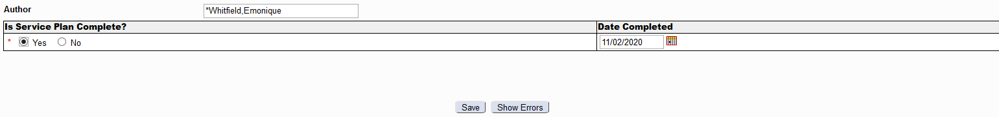 Author *Whitfield,Emonique
Is Service Plan Complete? Date Completed
* Yes No 11/02/2020
Save Show Errors